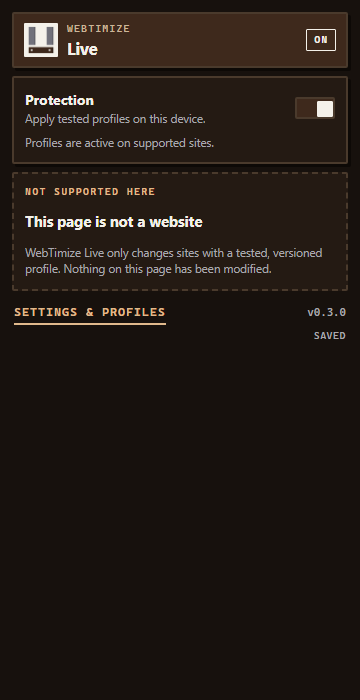 WEBTIMIZE
Live
ON
Protection
Apply tested profiles on this device.
Profiles are active on supported sites.
NOT SUPPORTED HERE
This page is not a website
WebTimize Live only changes sites with a tested, versioned
profile. Nothing on this page has been modified.
SETTINGS & PROFILES
v0.3.0
SAVED